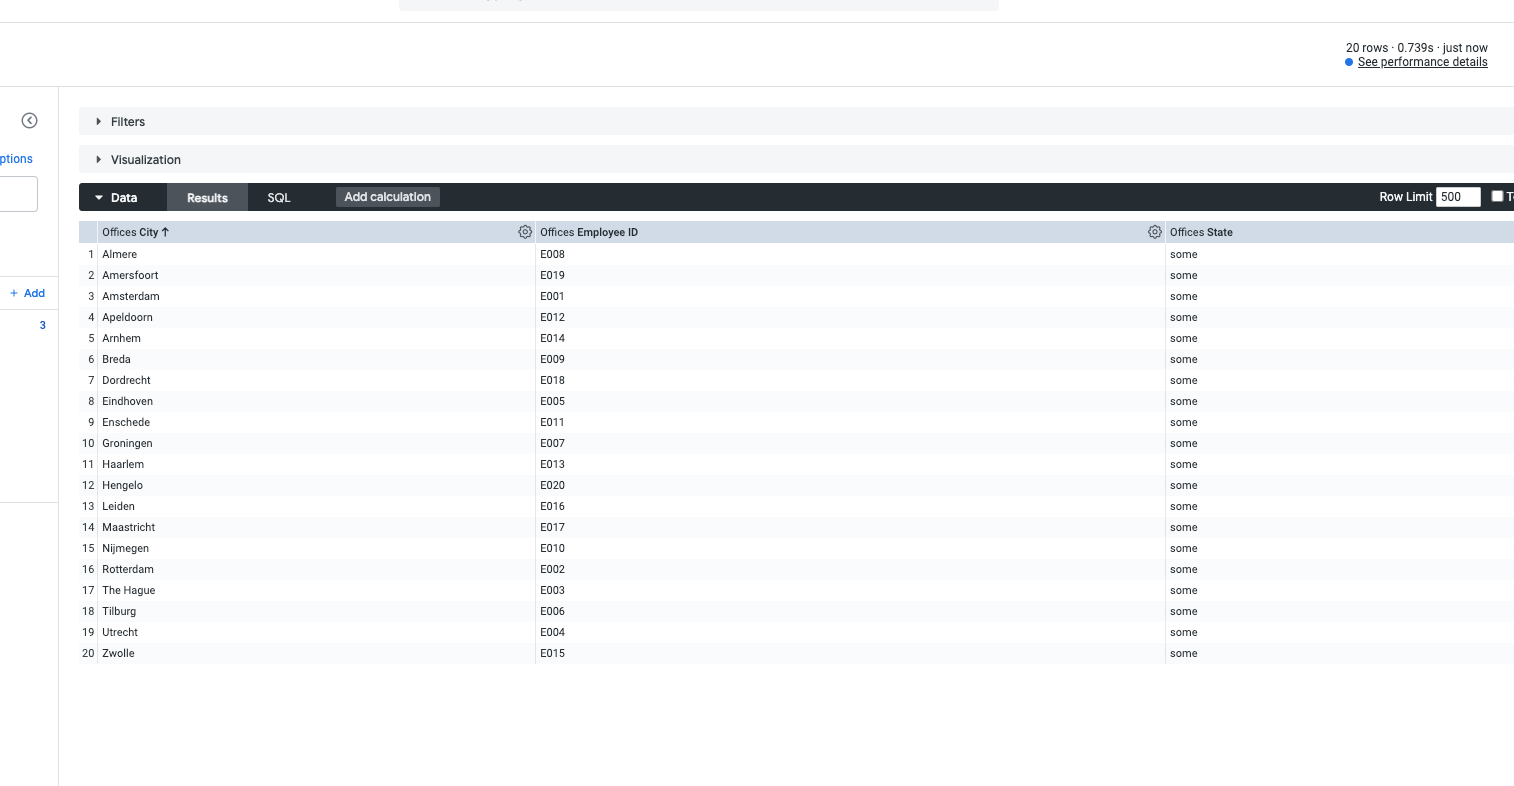 20 rows · 0.739s · just now
See performance details
ptions
+ Add
3
Filters
Visualization
Data Results SQL Add calculation Row Limit 500
Offices City ↑ Offices Employee ID Offices State
1 Almere E008 some
2 Amersfoort E019 some
3 Amsterdam E001 some
4 Apeldoorn E012 some
5 Arnhem E014 some
6 Breda E009 some
7 Dordrecht E018 some
8 Eindhoven E005 some
9 Enschede E011 some
10 Groningen E007 some
11 Haarlem E013 some
12 Hengelo E020 some
13 Leiden E016 some
14 Maastricht E017 some
15 Nijmegen E010 some
16 Rotterdam E002 some
17 The Hague E003 some
18 Tilburg E006 some
19 Utrecht E004 some
20 Zwolle E015 some